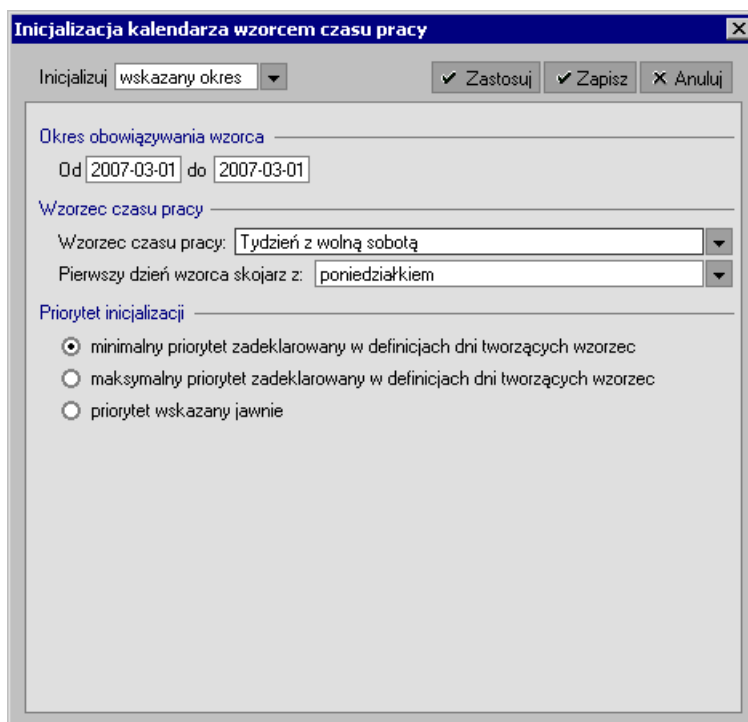 Inicjalizacja kalendarza wzorcem czasu pracy
Inicjalizuj wskazany okres Zastosuj Zapisz Anuluj
Okres obowiązywania wzorca
Od 2007-03-01 do 2007-03-01
Wzorzec czasu pracy
Wzorzec czasu pracy: Tydzień z wolną sobotą
Pierwszy dzień wzorca skojarz z: poniedziałkiem
Priorytet inicjalizacji
minimalny priorytet zadeklarowany w definicjach dni tworzących wzorzec
maksymalny priorytet zadeklarowany w definicjach dni tworzących wzorzec
priorytet wskazany jawnie